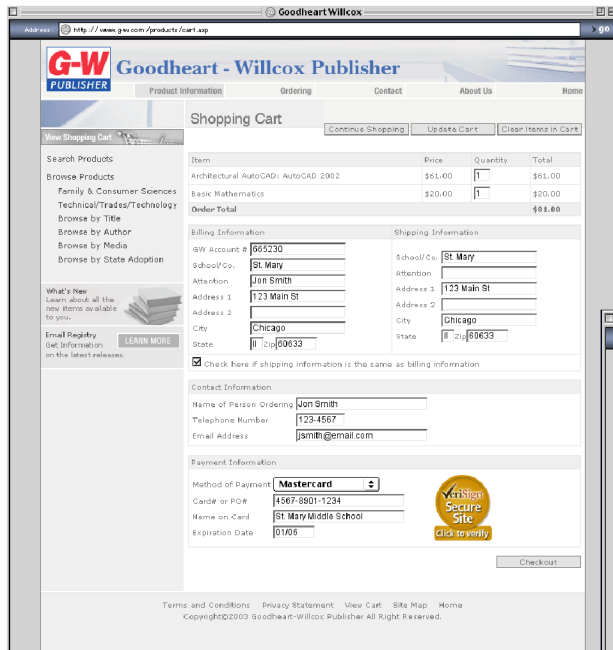 Goodheart Willcox
Address: http://www.g-w.com/products/cart.asp
go
G-W
PUBLISHER
Goodheart - Willcox Publisher
Product Information Ordering Contact About Us Home
View Shopping Cart
Shopping Cart
Continue Shopping Update Cart Clear Items in Cart
Search Products
Browse Products
Family & Consumer Sciences
Technical/Trades/Technology
Browse by Title
Browse by Author
Browse by Media
Browse by State Adoption
What's New
Learn about all the
new items available
to you.
Email Registry
Get Information
on the latest releases.
LEARN MORE
Item Price Quantity Total
Architectural AutoCAD: AutoCAD 2002 $61.00 1 $61.00
Basic Mathematics $20.00 1 $20.00
Order Total $81.00
Billing Information
GW Account # 665230
School/Co. St. Mary
Attention Jon Smith
Address 1 123 Main St
Address 2
City Chicago
State Il Zip 60633
Shipping Information
School/Co. St. Mary
Attention
Address 1 123 Main St
Address 2
City Chicago
State Il Zip 60633
Check here if shipping information is the same as billing information
Contact Information
Name of Person Ordering Jon Smith
Telephone Number 123-4567
Email Address jsmith@email.com
Payment Information
Method of Payment Mastercard
Card# or PO# 4567-8901-1234
Name on Card St. Mary Middle School
Expiration Date 01/06
VeriSign
Secure
Site
Click to verify
Checkout
Terms and Conditions Privacy Statement View Cart Site Map Home
Copyright©2003 Goodheart-Willcox Publisher All Right Reserved.